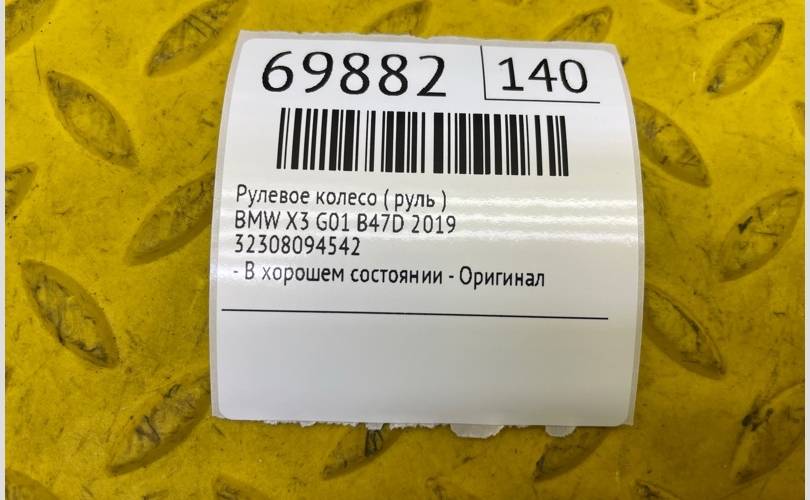 69882 140
Рулевое колесо ( руль )
BMW X3 G01 B47D 2019
32308094542
- В хорошем состоянии - Оригинал